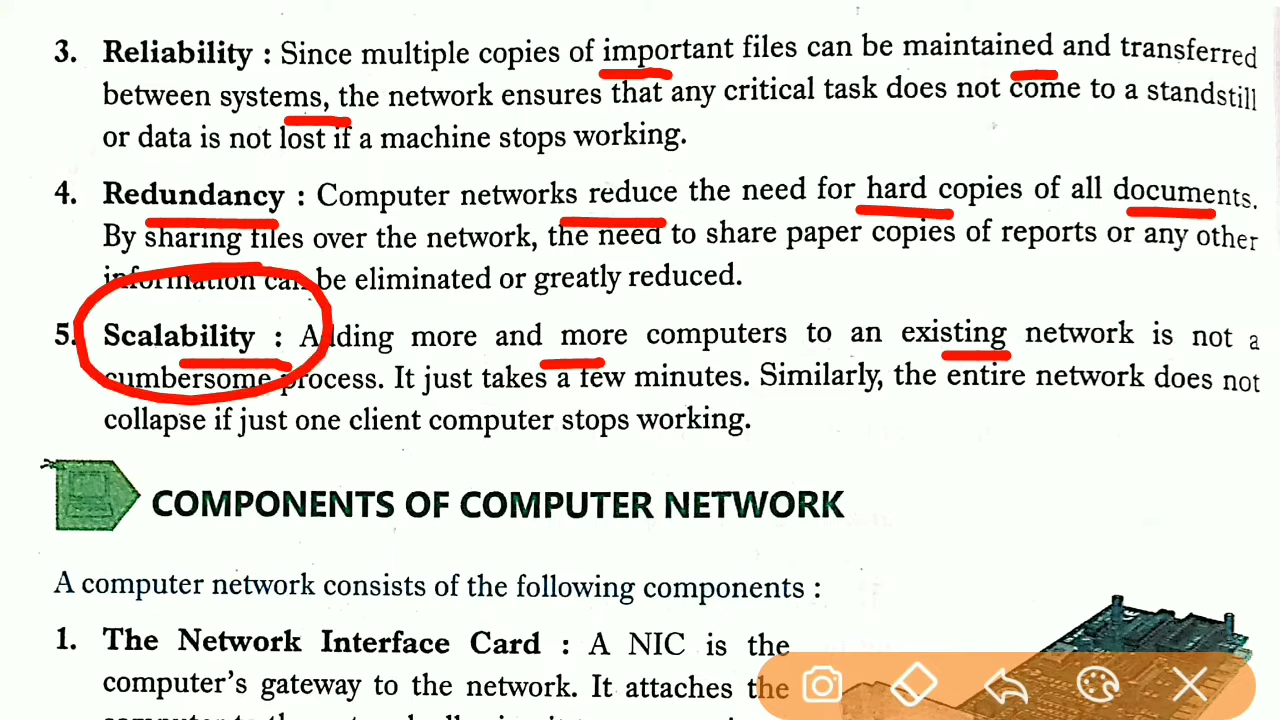 3. Reliability : Since multiple copies of important files can be maintained and transferred
between systems, the network ensures that any critical task does not come to a standstill
or data is not lost if a machine stops working.
4. Redundancy : Computer networks reduce the need for hard copies of all documents.
By sharing files over the network, the need to share paper copies of reports or any other
information can be eliminated or greatly reduced.
5. Scalability : Adding more and more computers to an existing network is not a
cumbersome process. It just takes a few minutes. Similarly, the entire network does not
collapse if just one client computer stops working.
COMPONENTS OF COMPUTER NETWORK
A computer network consists of the following components :
1. The Network Interface Card : A NIC is the
computer's gateway to the network. It attaches the